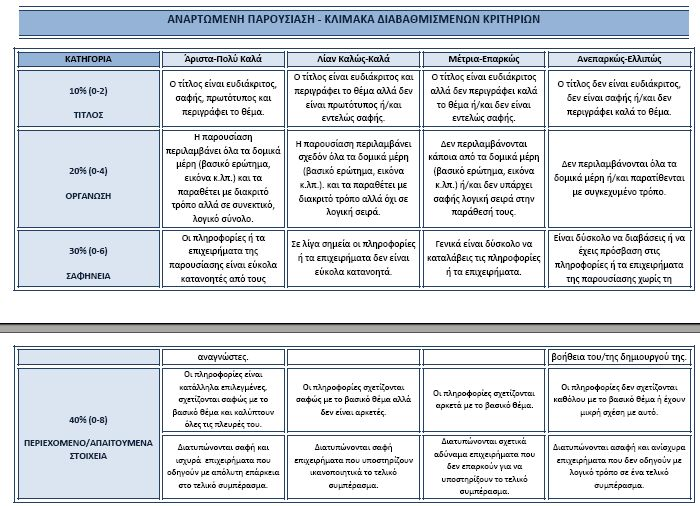 ΑΝΑΡΤΩΜΕΝΗ ΠΑΡΟΥΣΙΑΣΗ - ΚΛΙΜΑΚΑ ΔΙΑΒΑΘΜΙΣΜΕΝΩΝ ΚΡΙΤΗΡΙΩΝ
ΚΑΤΗΓΟΡΙΑ
Άριστα-Πολύ Καλά
Λίαν Καλώς-Καλά
Μέτρια-Επαρκώς
Ανεπαρκώς-Ελλιπώς
10% (0-2)
ΤΙΤΛΟΣ
Ο τίτλος είναι ευδιάκριτος,
σαφής, πρωτότυπος και
περιγράφει το θέμα.
Ο τίτλος είναι ευδιάκριτος και
περιγράφει το θέμα αλλά δεν
είναι πρωτότυπος ή/και
εντελώς σαφής.
Ο τίτλος είναι ευδιάκριτος
αλλά δεν περιγράφει καλά
το θέμα ή/και δεν είναι
εντελώς σαφής.
Ο τίτλος δεν είναι ευδιάκριτος,
δεν είναι σαφής ή/και δεν
περιγράφει καλά το θέμα.
20% (0-4)
ΟΡΓΑΝΩΣΗ
Η παρουσίαση
περιλαμβάνει όλα τα δομικά
μέρη (βασικό ερώτημα,
εικόνα κ.λπ.) και τα
παραθέτει με διακριτό
τρόπο αλλά σε συνεκτικό,
λογικό σύνολο.
Η παρουσίαση περιλαμβάνει
σχεδόν όλα τα δομικά μέρη
(βασικό ερώτημα, εικόνα
κ.λπ.). και τα παραθέτει με
διακριτό τρόπο αλλά όχι σε
λογική σειρά.
Δεν περιλαμβάνονται
κάποια από τα δομικά μέρη
(βασικό ερώτημα, εικόνα
κ.λπ.) ή/και δεν υπάρχει
σαφής λογική σειρά στην
παράθεσή τους.
Δεν περιλαμβάνονται όλα τα
δομικά μέρη ή/και παρατίθενται
με συγκεχυμένο τρόπο.
30% (0-6)
ΣΑΦΗΝΕΙΑ
Οι πληροφορίες ή τα
επιχειρήματα της
παρουσίασης είναι εύκολα
κατανοητές από τους
Σε λίγα σημεία οι πληροφορίες
ή τα επιχειρήματα δεν είναι
εύκολα κατανοητά.
Γενικά είναι δύσκολο να
καταλάβεις τις πληροφορίες
ή τα επιχειρήματα.
Είναι δύσκολο να διαβάσεις ή να
έχεις πρόσβαση στις
πληροφορίες ή τα επιχειρήματα
της παρουσίασης χωρίς τη
αναγνώστες.
βοήθεια του/της δημιουργού της.
40% (0-8)
ΠΕΡΙΕΧΟΜΕΝΟ/ΑΠΑΙΤΟΥΜΕΝΑ
ΣΤΟΙΧΕΙΑ
Οι πληροφορίες είναι
κατάλληλα επιλεγμένες,
σχετίζονται σαφώς με το
βασικό θέμα και καλύπτουν
όλες τις πλευρές του.
Οι πληροφορίες σχετίζονται
σαφώς με το βασικό θέμα αλλά
δεν είναι αρκετές.
Οι πληροφορίες σχετίζονται
αρκετά με το βασικό θέμα.
Οι πληροφορίες δεν σχετίζονται
καθόλου με το βασικό θέμα ή έχουν
μικρή σχέση με αυτό.
Διατυπώνονται σαφή και
ισχυρά επιχειρήματα που
οδηγούν με απόλυτη επάρκεια
στο τελικό συμπέρασμα.
Διατυπώνονται σαφή
επιχειρήματα που υποστηρίζουν
ικανοποιητικά το τελικό
συμπέρασμα.
Διατυπώνονται σχετικά
αδύναμα επιχειρήματα που
δεν επαρκούν για να
υποστηρίξουν το τελικό
συμπέρασμα.
Διατυπώνονται ασαφή και ανίσχυρα
επιχειρήματα που δεν οδηγούν με
λογικό τρόπο σε ένα τελικό
συμπέρασμα.